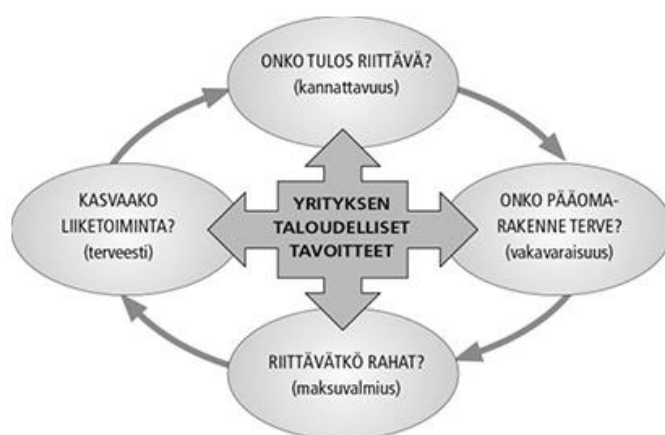 ONKO TULOS RIITTÄVÄ?
(kannattavuus)
KASVAAKO
LIIKETOIMINTA?
(terveesti)
YRITYKSEN
TALOUDELLISET
TAVOITTEET
ONKO PÄÄOMA-
RAKENNE TERVE?
(vakavaraisuus)
RIITTÄVÄTKÖ RAHAT?
(maksuvalmius)